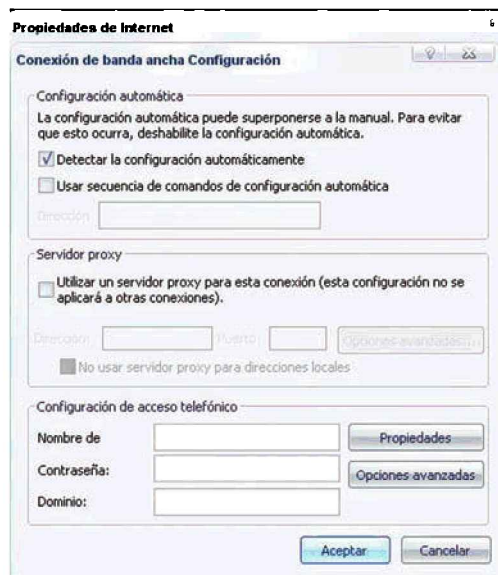 Propiedades de Internet
Conexión de banda ancha Configuración
Configuración automática
La configuración automática puede superponerse a la manual. Para evitar
que esto ocurra, deshabilite la configuración automática.
Detectar la configuración automáticamente
Usar secuencia de comandos de configuración automática
Dirección
Servidor proxy
Utilizar un servidor proxy para esta conexión (esta configuración no se
aplicará a otras conexiones).
Dirección: Puerto: Opciones avanzadas...
No usar servidor proxy para direcciones locales
Configuración de acceso telefónico
Nombre de
Propiedades
Contraseña:
Opciones avanzadas
Dominio:
Aceptar Cancelar